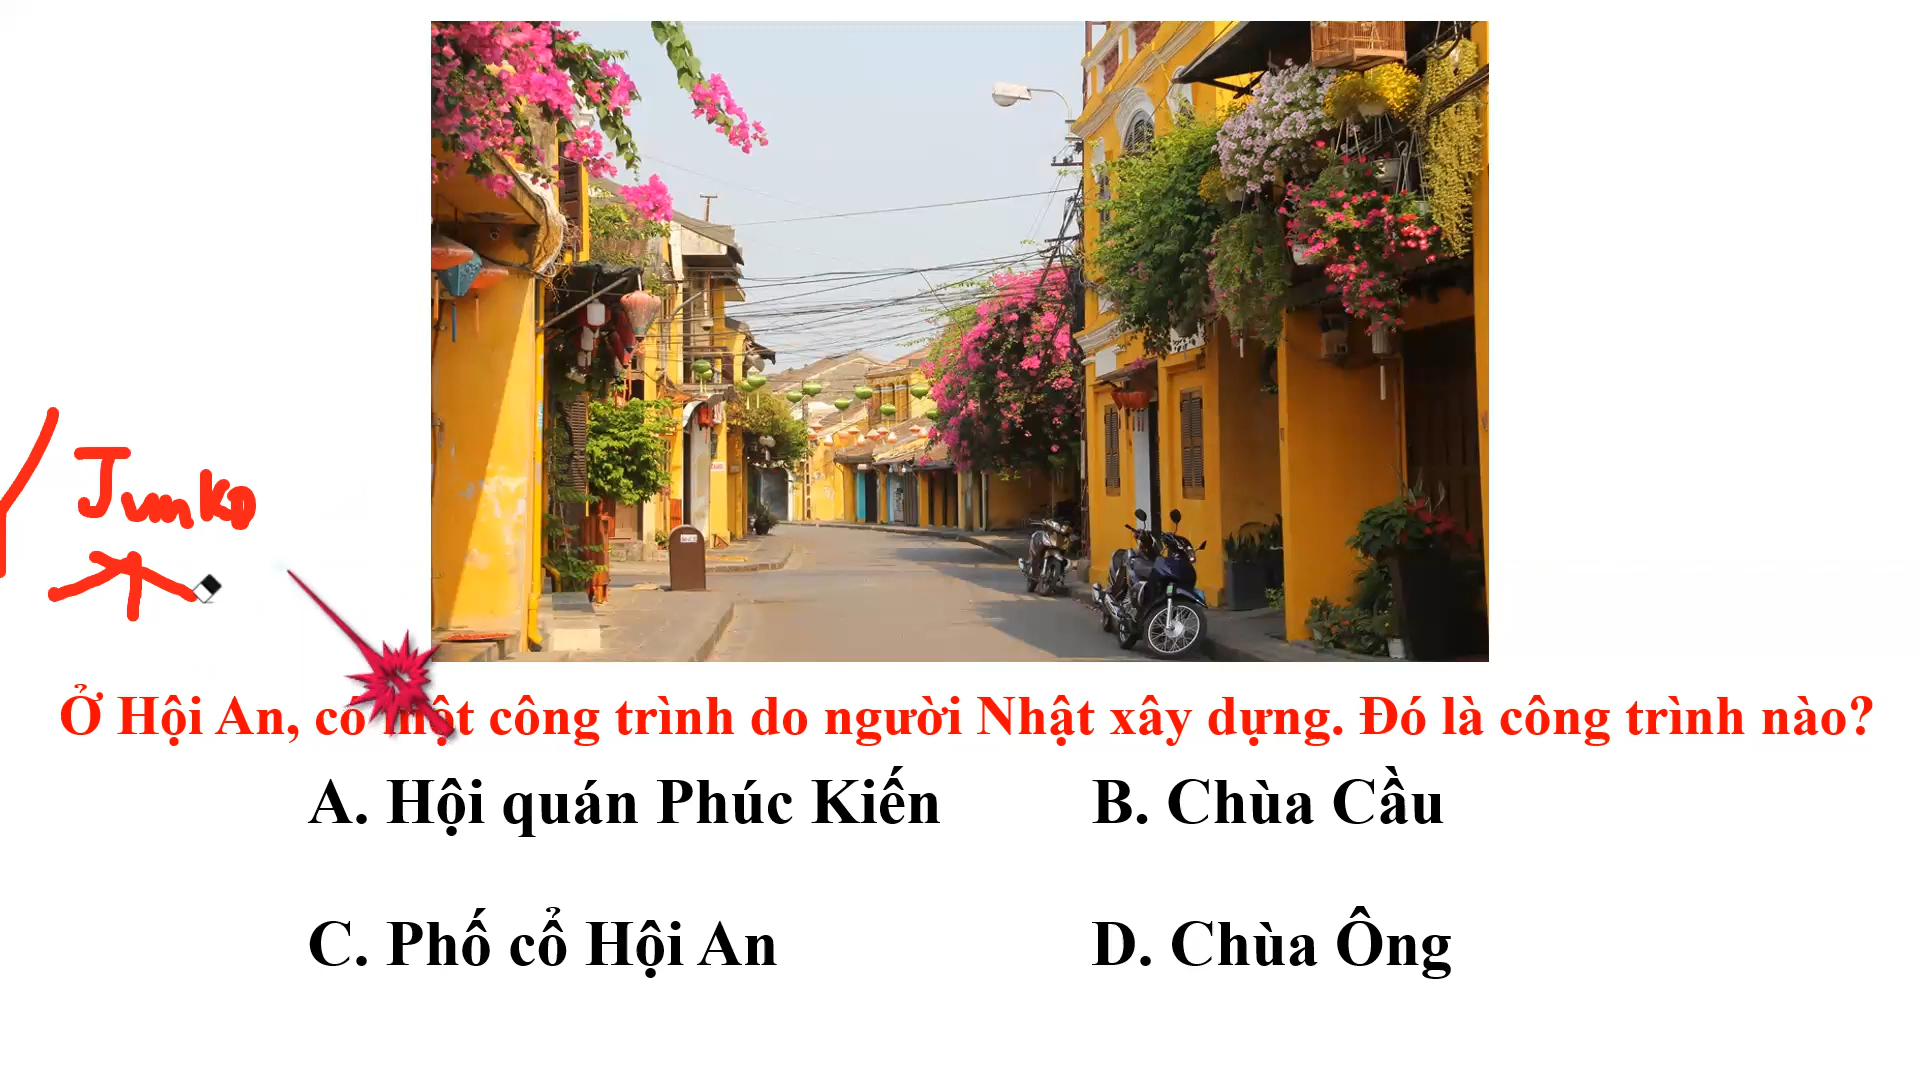 Junko
Ở Hội An, có một công trình do người Nhật xây dựng. Đó là công trình nào?
A. Hội quán Phúc Kiến
B. Chùa Cầu
C. Phố cổ Hội An
D. Chùa Ông